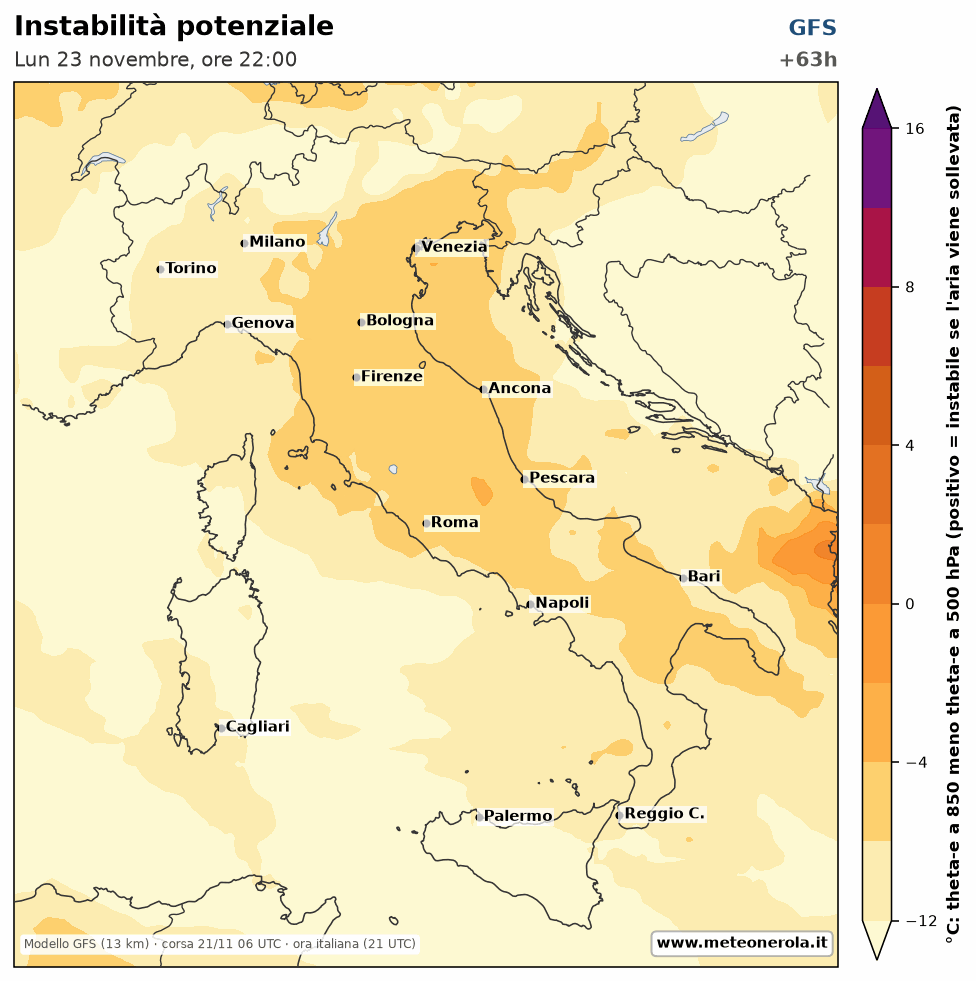 Instabilità potenziale
GFS
Lun 23 novembre, ore 22:00
+63h
Milano
Venezia
Torino
Genova
Bologna
Firenze
Ancona
Pescara
Roma
Bari
Napoli
Cagliari
Palermo
Reggio C.
16
8
4
0
−4
−12
°C: theta-e a 850 meno theta-e a 500 hPa (positivo = instabile se l'aria viene sollevata)
Modello GFS (13 km) · corsa 21/11 06 UTC · ora italiana (21 UTC)
www.meteonerola.it